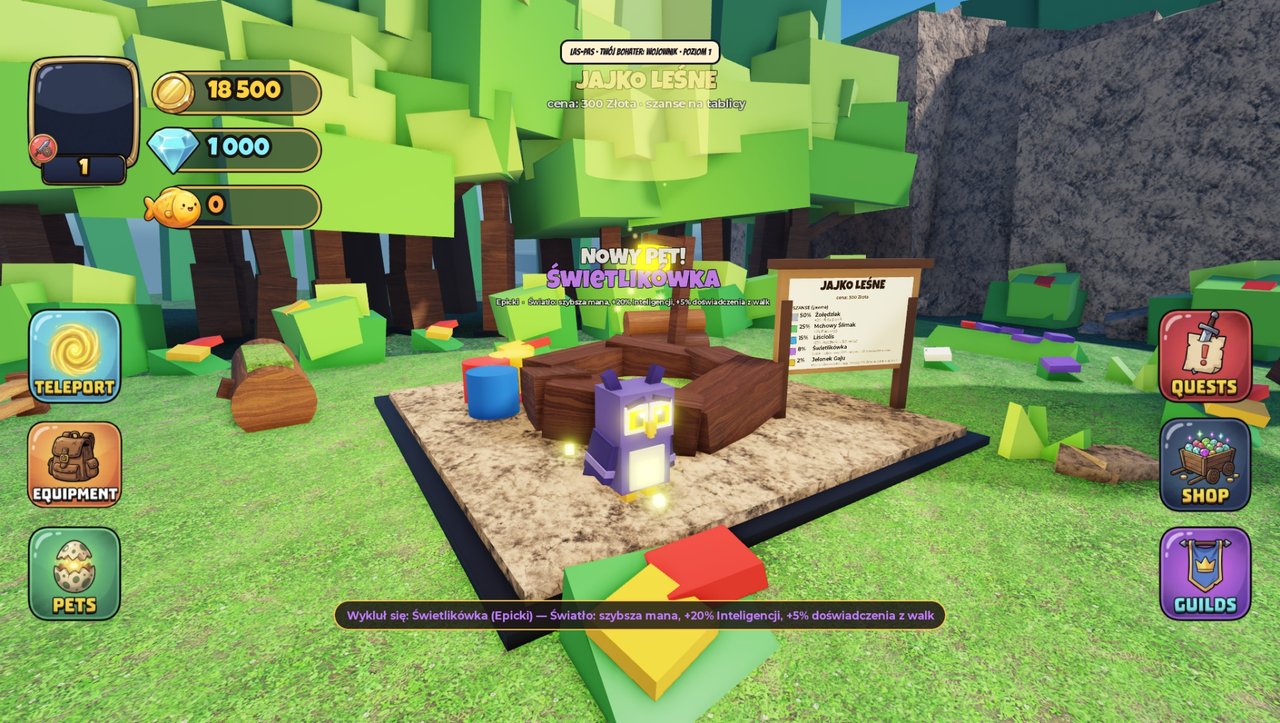 LAS-PAS • TWÓJ BOHATER: WOJOWNIK • POZIOM 1
JAJKO LEŚNE
cena: 300 Złota · szanse na tablicy
18 500
1 000
0
1
NOWY PET!
ŚWIETLIKÓWKA
Epicki · Światło: szybsza mana, +20% Inteligencji, +5% doświadczenia z walk
JAJKO LEŚNE
cena: 300 Złota
50% Żołędziak
25% Mchowy Ślimak
15%
8% Świetlikówka
2% Jelonek Gaju
TELEPORT
EQUIPMENT
PETS
QUESTS
SHOP
GUILDS
Wykluł się: Świetlikówka (Epicki) — Światło: szybsza mana, +20% Inteligencji, +5% doświadczenia z walk